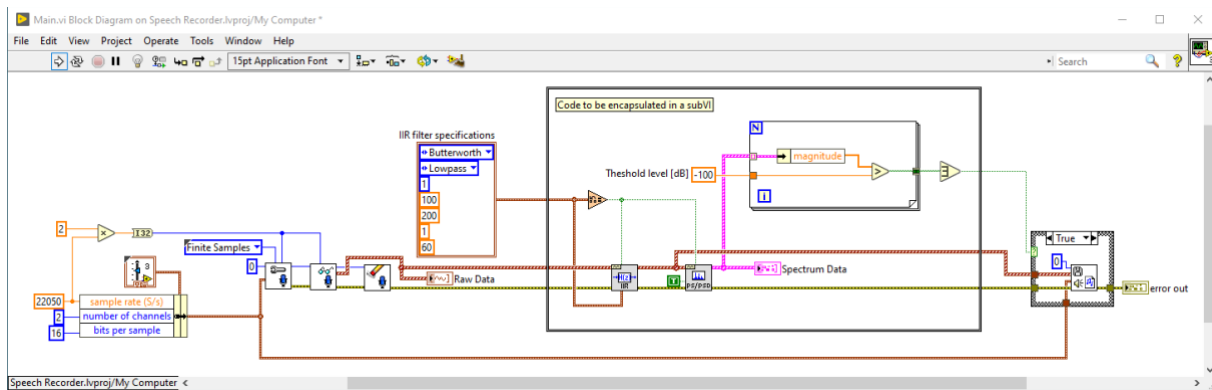 Main.vi Block Diagram on Speech Recorder.lvproj/My Computer *
File Edit View Project Operate Tools Window Help
15pt Application Font
Search
Code to be encapsulated in a subVI
IIR filter specifications
Butterworth
Lowpass
1
100
200
1
60
N
magnitude
>
i
Theshold level [dB] -100
2
x
I32
Finite Samples
0
3
22050 sample rate (S/s)
2 number of channels
16 bits per sample
Raw Data
IIR
T
PS/PSD
Spectrum Data
True
0
error out
Speech Recorder.lvproj/My Computer